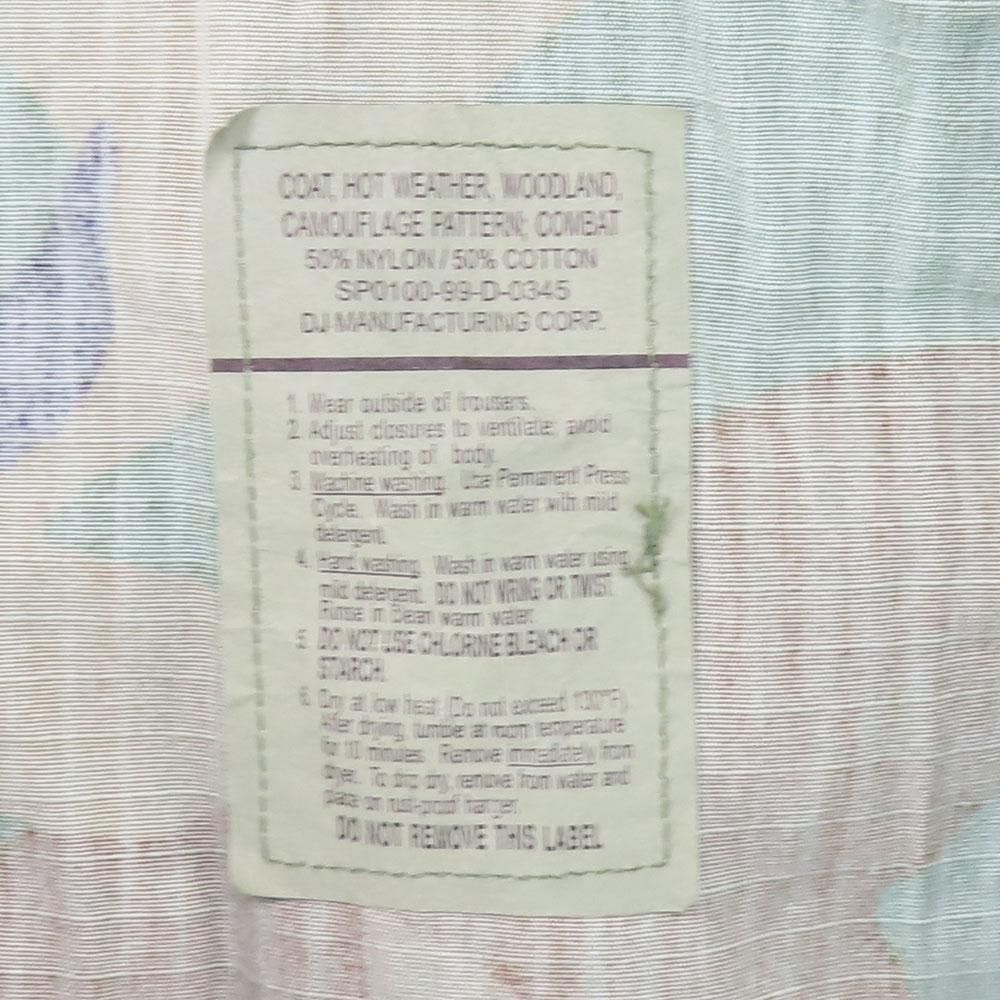 COAT, HOT WEATHER, WOODLAND,
CAMOUFLAGE PATTERN; COMBAT
50% NYLON / 50% COTTON
SP0100-99-D-0345
DJ MANUFACTURING CORP.
1. Wear outside of trousers.
2. Adjust closures to ventilate; avoid
overheating of body.
3. Machine washing. Use Permanent Press
Cycle. Wash in warm water with mild
detergent.
4. Hand washing. Wash in warm water using
mild detergent. DO NOT WRING OR TWIST.
Rinse in clean warm water.
5. DO NOT USE CHLORINE BLEACH OR
STARCH.
6. Dry at low heat (Do not exceed 130°F).
After drying, tumble at room temperature
for 10 minutes. Remove immediately from
dryer. To drip dry, remove from water and
place on rust-proof hanger.
DO NOT REMOVE THIS LABEL